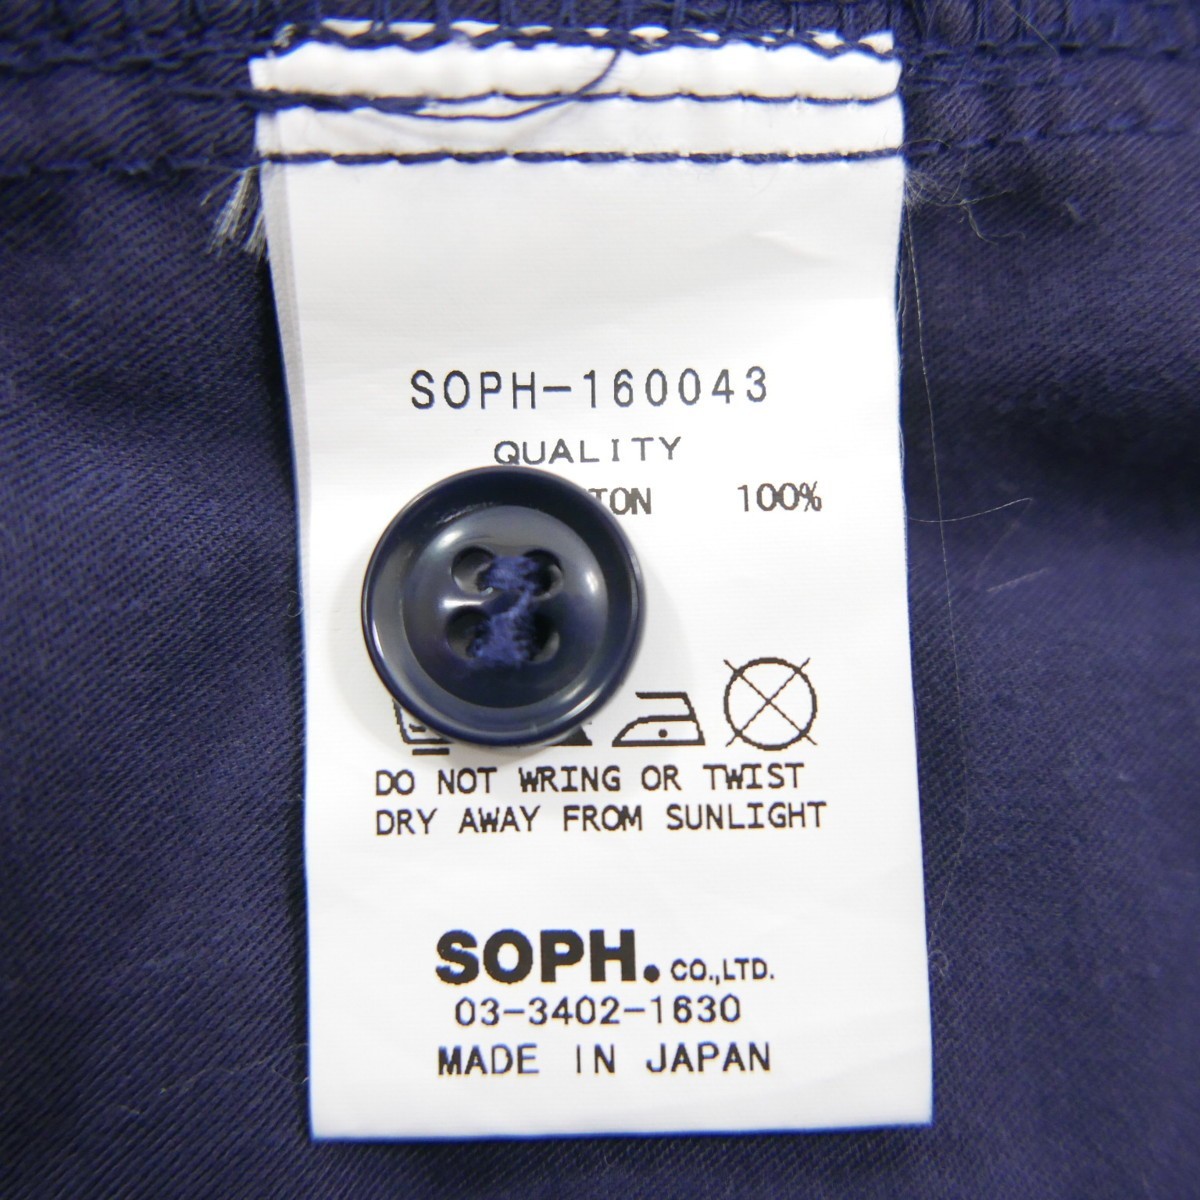 SOPH-160043
QUALITY
100%
DO NOT WRING OR TWIST
DRY AWAY FROM SUNLIGHT
SOPH. CO.,LTD.
03-3402-1630
MADE IN JAPAN